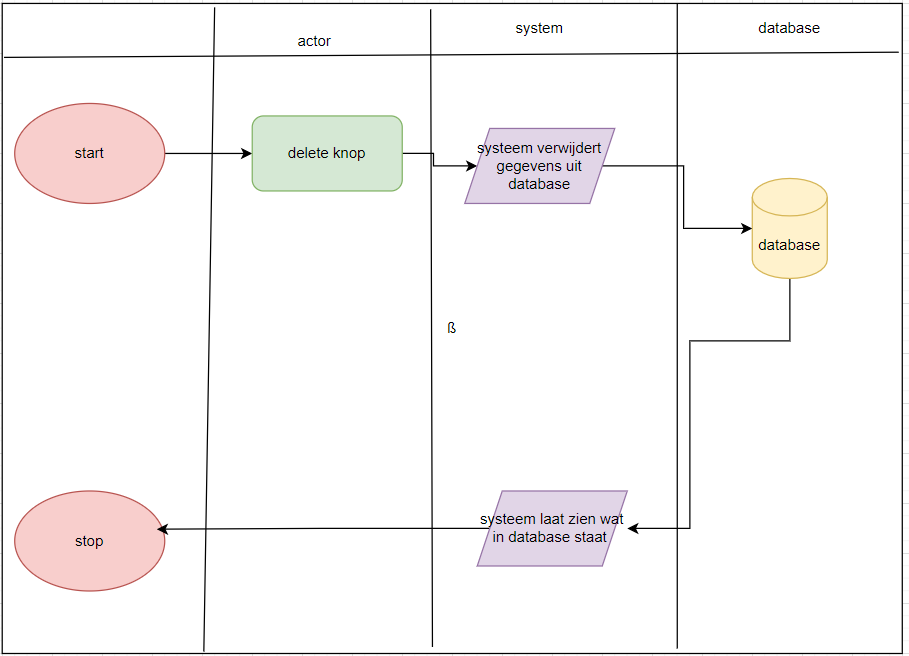 actor
system
database
start
delete knop
systeem verwijdert
gegevens uit
database
database
ß
stop
systeem laat zien wat
in database staat